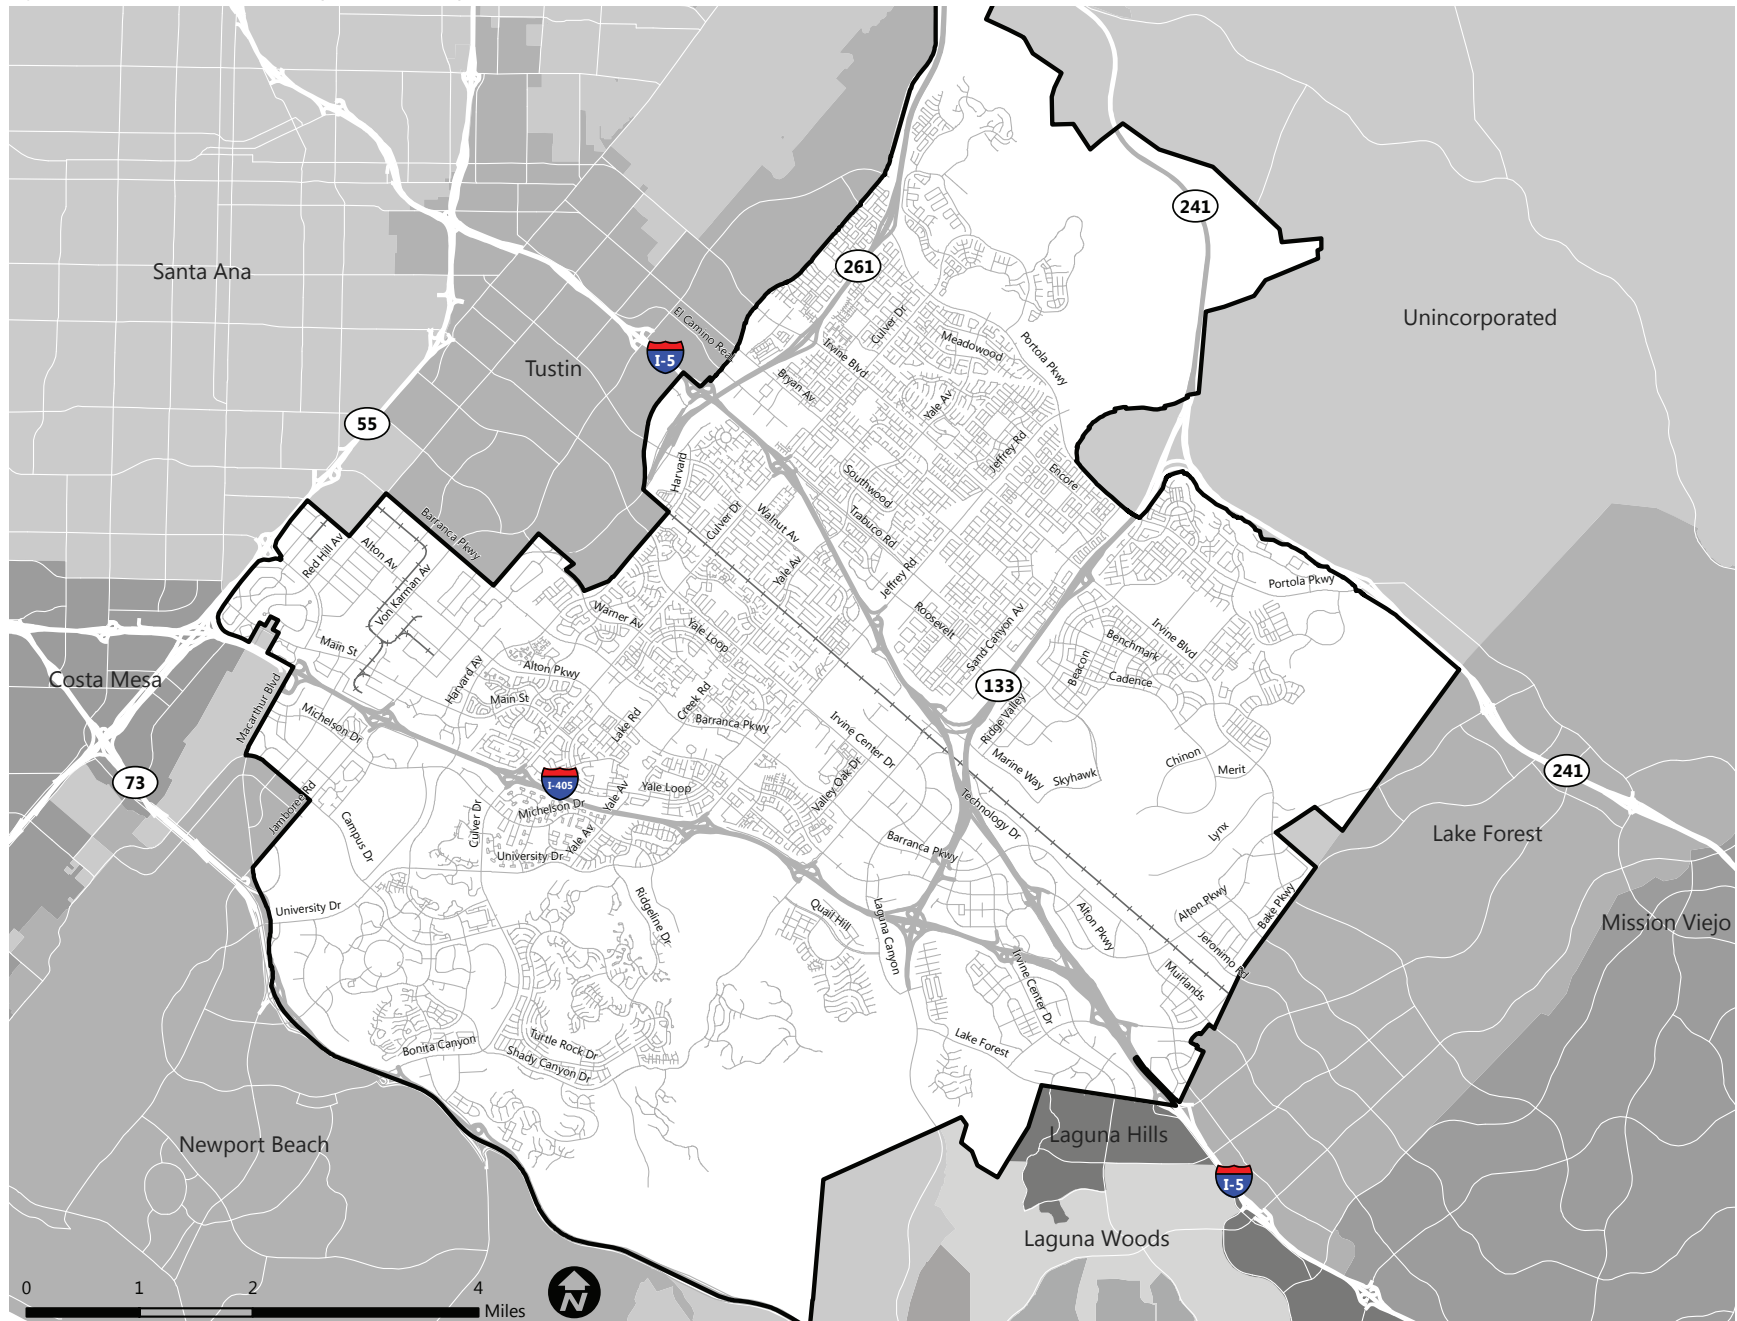 241
Santa Ana
261
Unincorporated
El Camino Real
Culver Dr
Meadowood
Portola Pkwy
Irvine Blvd
I-5
Tustin
Bryan Av
Yale Av
55
Jeffrey Rd
Encore
Harvard
Southwood
Culver Dr
Walnut Av
Trabuco Rd
Barranca Pkwy
Red Hill Av
Alton Av
Von Karman Av
Yale Av
Jeffrey Rd
Portola Pkwy
Warner Av
Yale Loop
Roosevelt
Sand Canyon Av
Irvine Blvd
Benchmark
Main St
Alton Pkwy
Harvard Av
Beacon
Cadence
Costa Mesa
133
Main St
Creek Rd
Macarthur Blvd
Michelson Dr
Lake Rd
Barranca Pkwy
Irvine Center Dr
Ridge Valley
Marine Way
Skyhawk
Chinon
Merit
73
I-405
Yale Loop
Valley Oak Dr
241
Jamboree Rd
Michelson Dr
Yale Av
Technology Dr
Campus Dr
Culver Dr
Yale Av
University Dr
Barranca Pkwy
Lynx
Lake Forest
University Dr
Ridgeline Dr
Quail Hill
Laguna Canyon
Alton Pkwy
Alton Pkwy
Bake Pkwy
Mission Viejo
Jeronimo Rd
Irvine Center Dr
Muirlands
Bonita Canyon
Turtle Rock Dr
Shady Canyon Dr
Lake Forest
Newport Beach
Laguna Hills
I-5
Laguna Woods
0 1 2 4
Miles
N